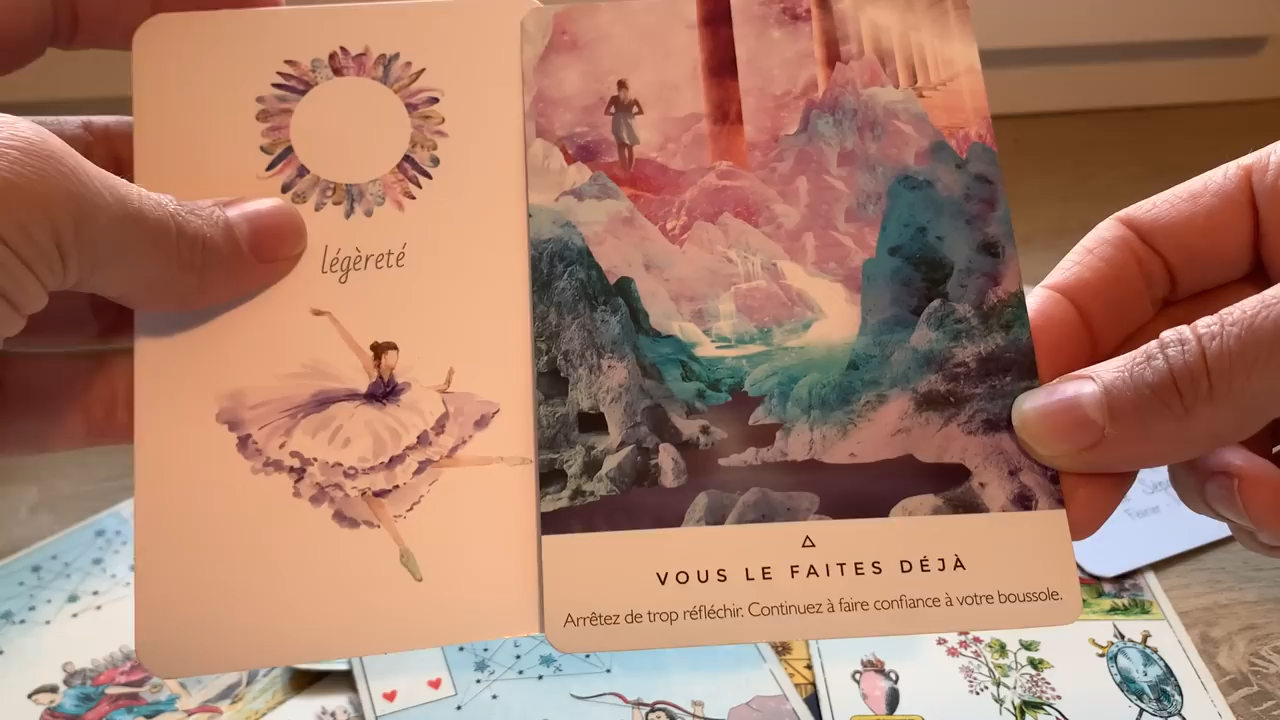 légèreté
VOUS LE FAITES DÉJÀ
Arrêtez de trop réfléchir. Continuez à faire confiance à votre boussole.